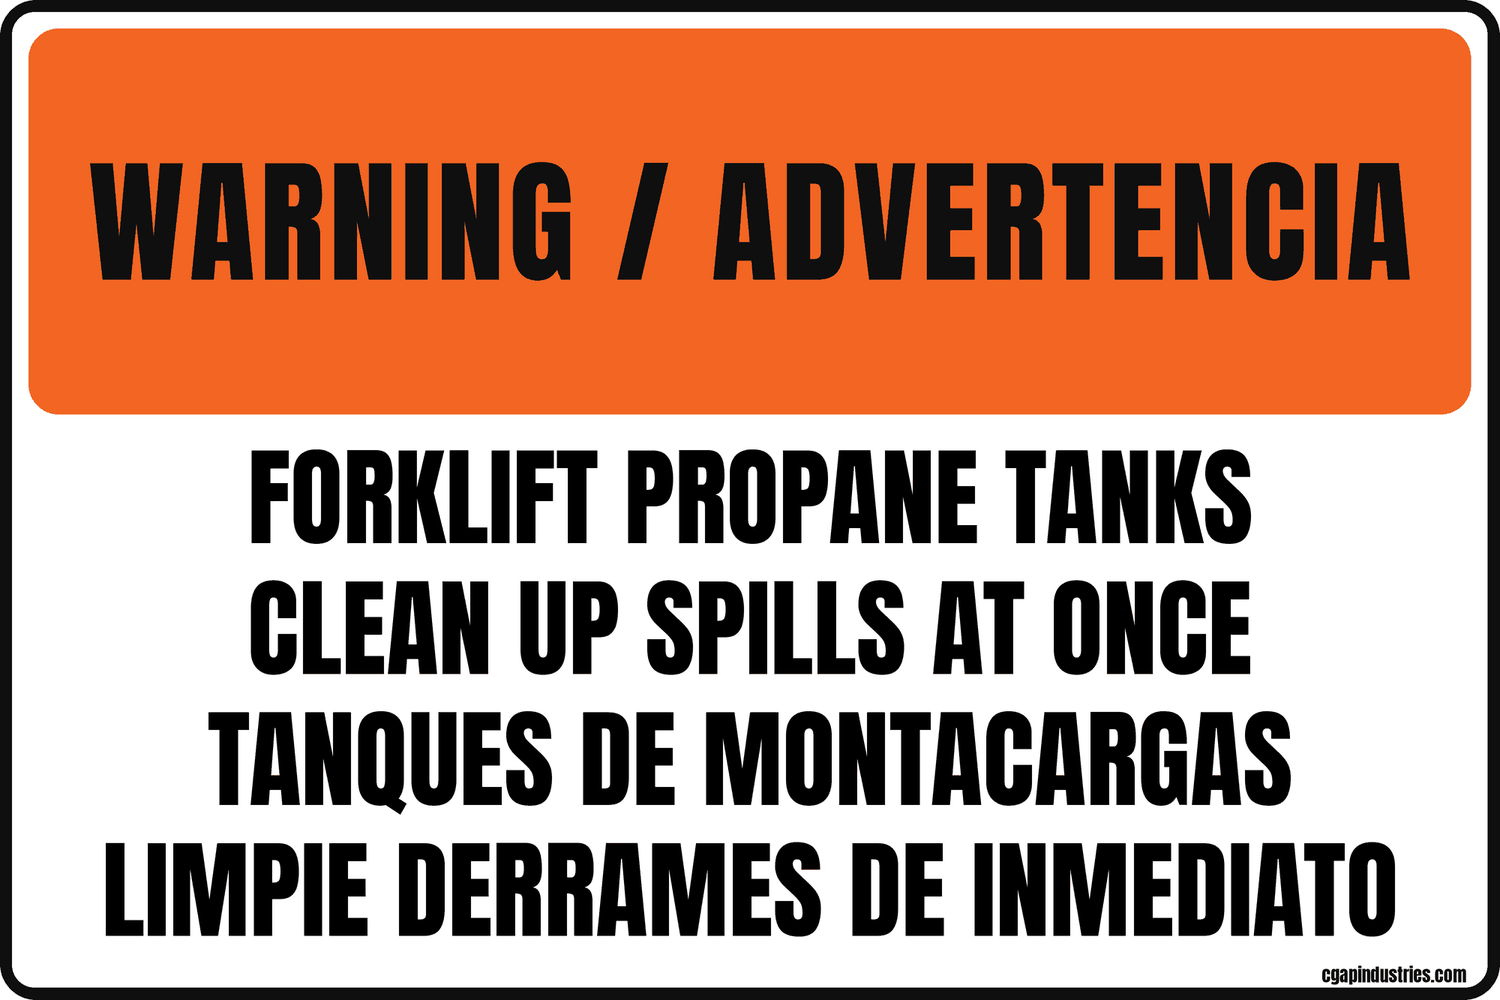 WARNING / ADVERTENCIA
FORKLIFT PROPANE TANKS
CLEAN UP SPILLS AT ONCE
TANQUES DE MONTACARGAS
LIMPIE DERRAMES DE INMEDIATO
cgapindustries.com